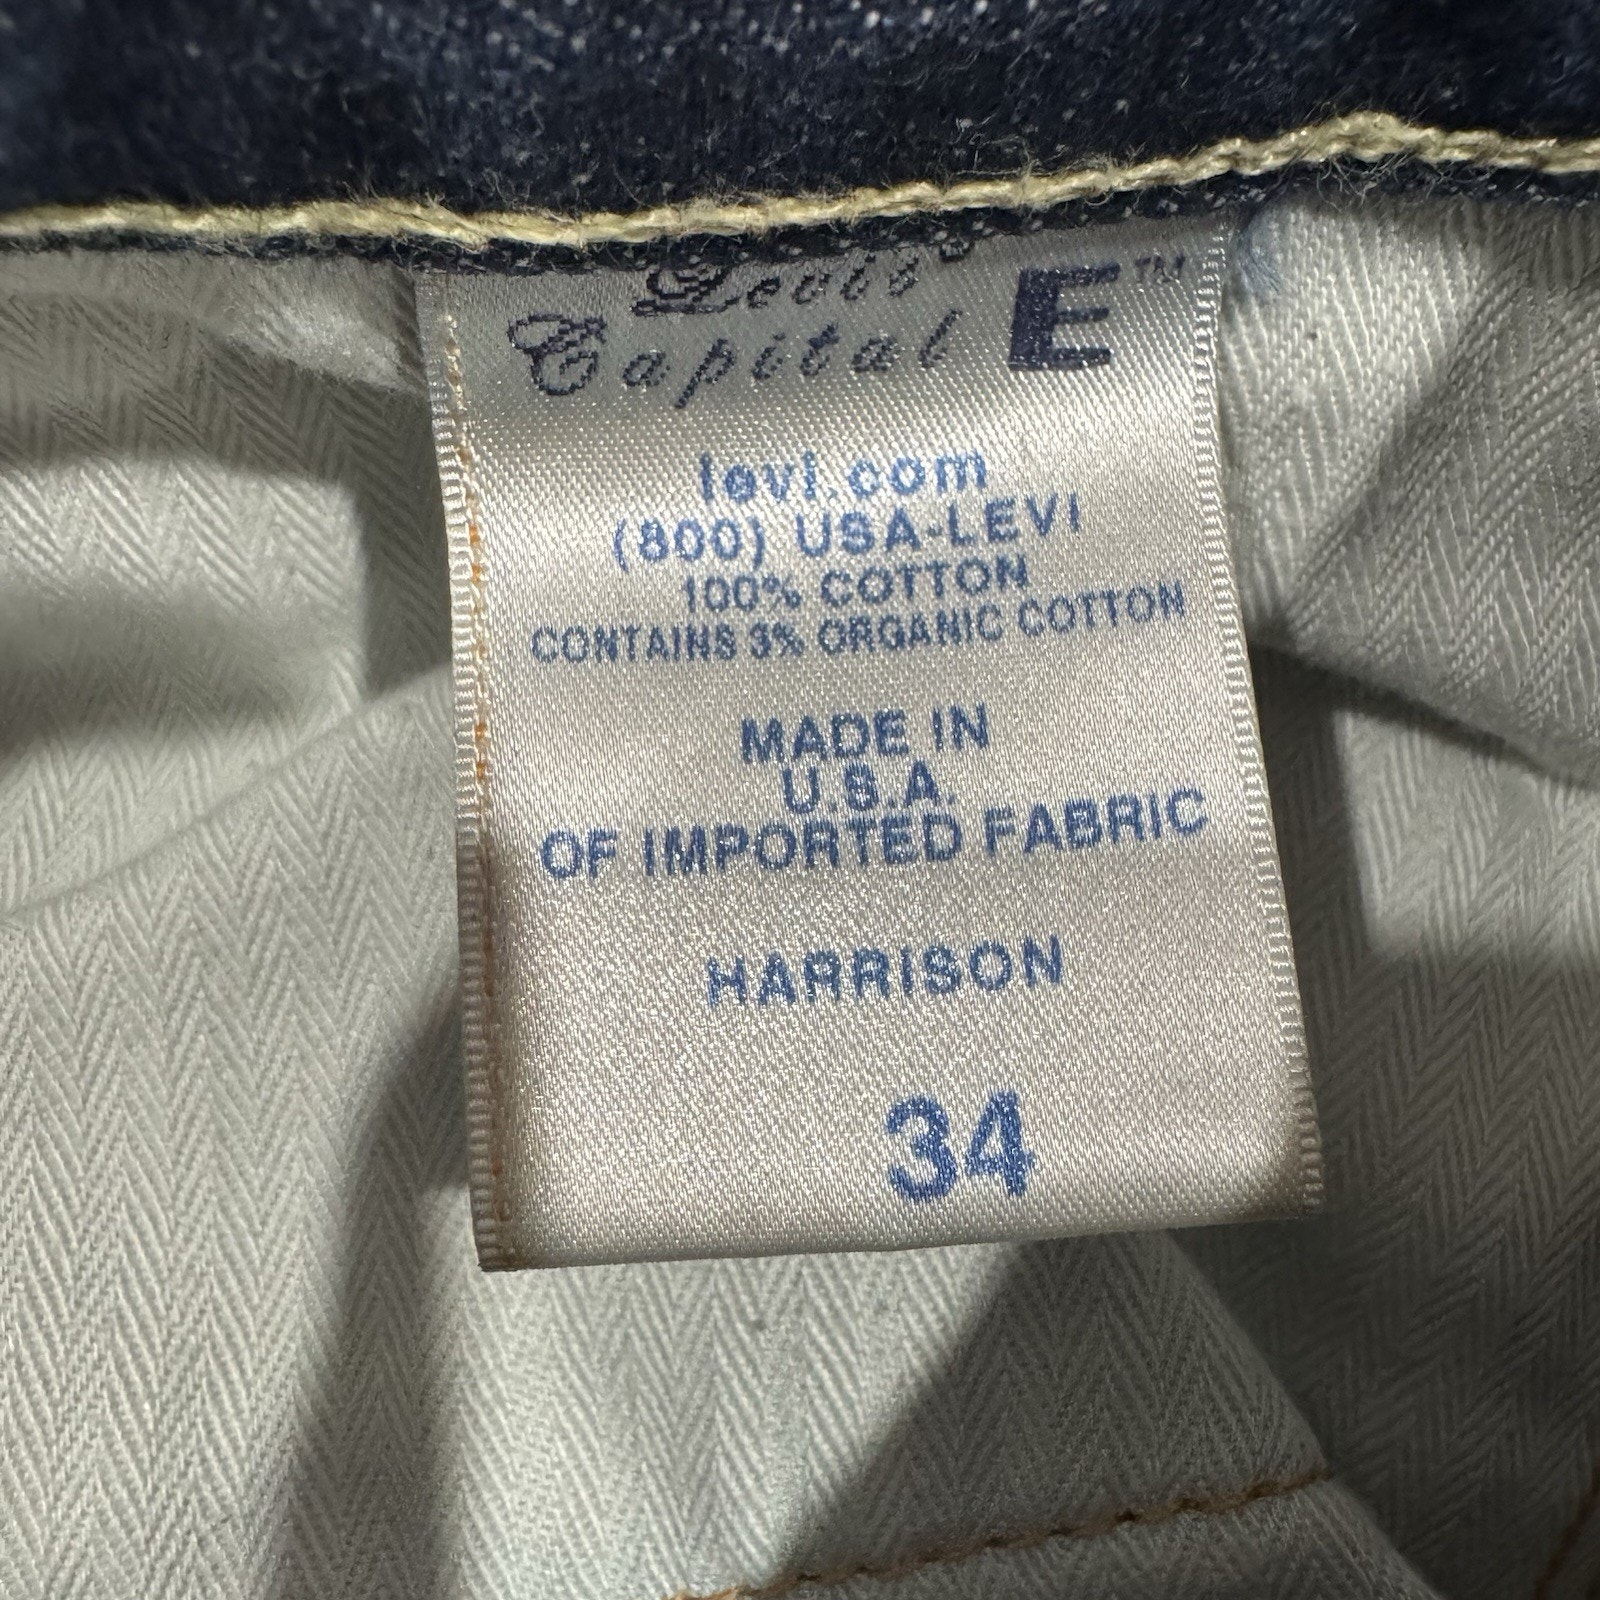 Levi's®
Capital E™
levi.com
(800) USA-LEVI
100% COTTON
CONTAINS 3% ORGANIC COTTON
MADE IN
U.S.A.
OF IMPORTED FABRIC
HARRISON
34